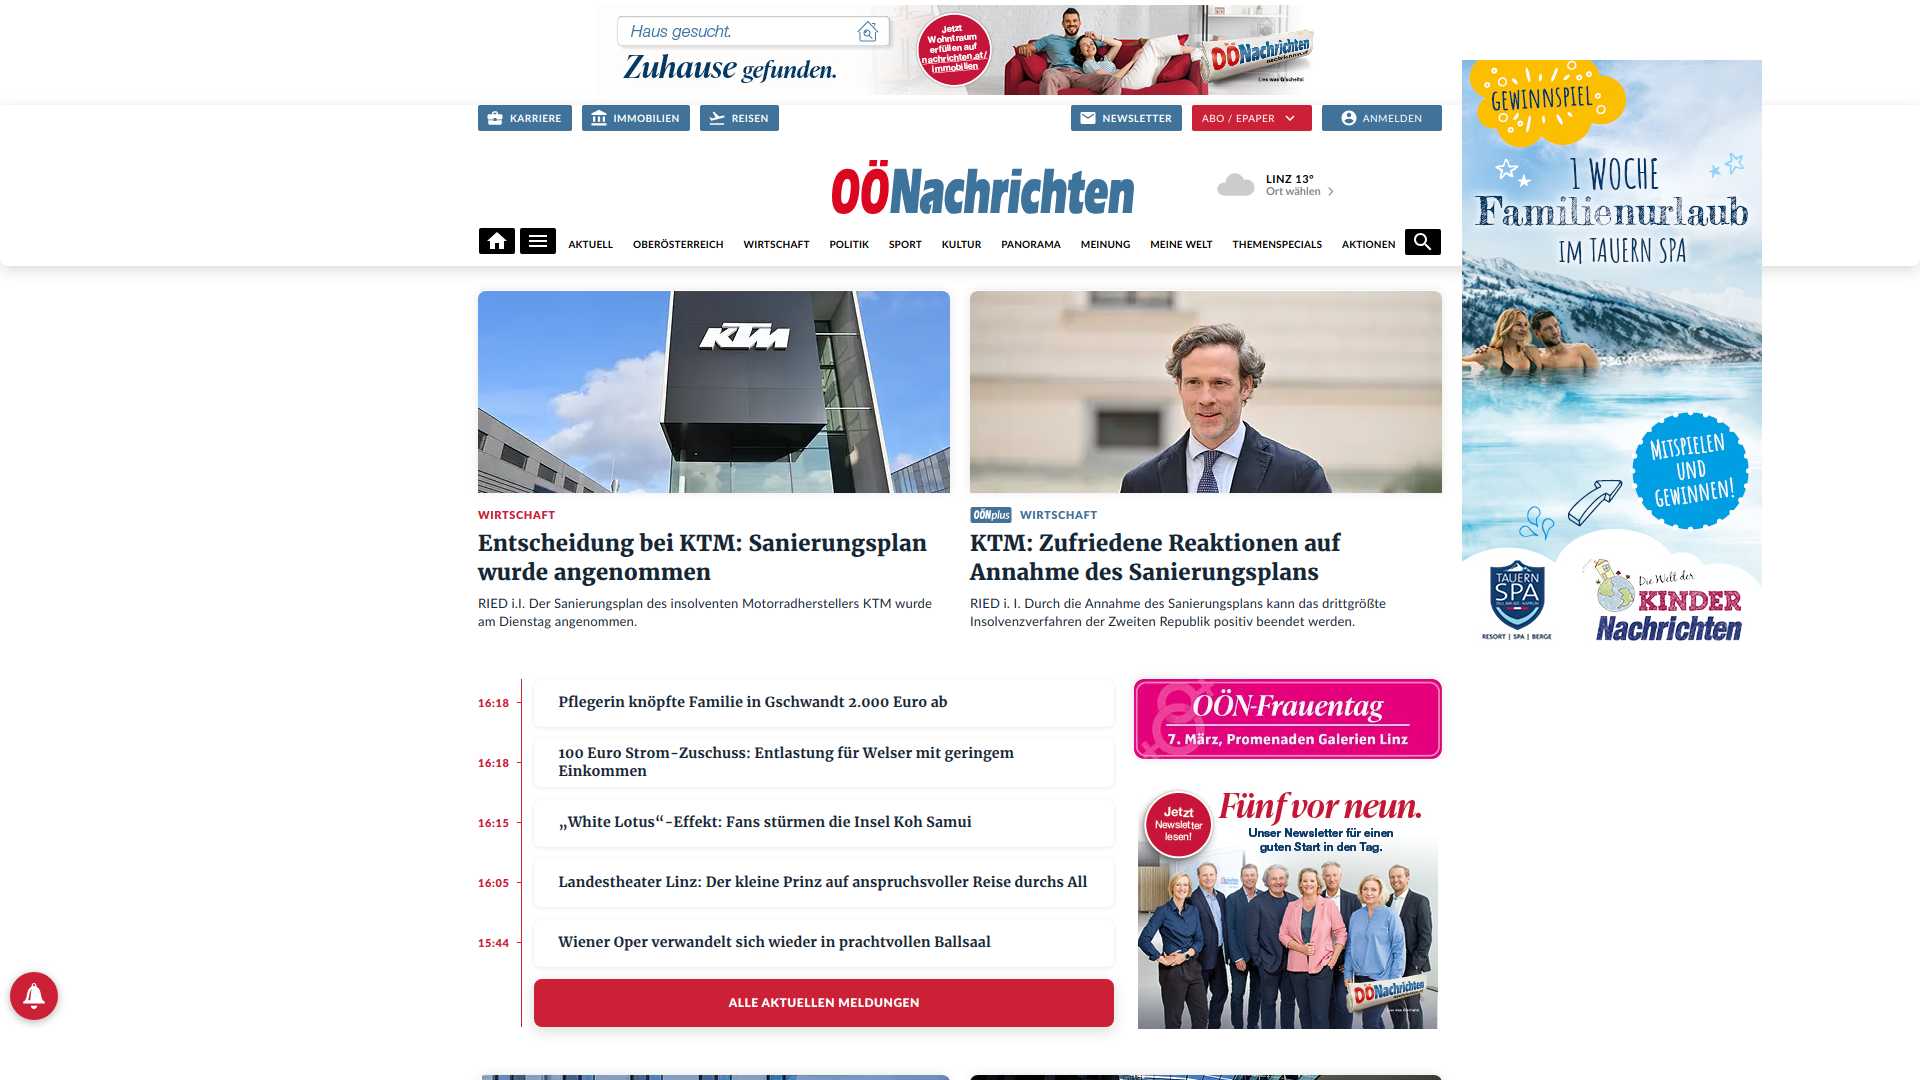 Haus gesucht.
Zuhause gefunden.
Jetzt
Wohntraum
erfüllen auf
nachrichten.at/
immobilien
OÖNachrichten
Lies was G'scheits!
KARRIERE
IMMOBILIEN
REISEN
NEWSLETTER
ABO / EPAPER
ANMELDEN
OÖNachrichten
LINZ 13°
Ort wählen
AKTUELL
OBERÖSTERREICH
WIRTSCHAFT
POLITIK
SPORT
KULTUR
PANORAMA
MEINUNG
MEINE WELT
THEMENSPECIALS
AKTIONEN
GEWINNSPIEL
1 WOCHE
Familienurlaub
IM TAUERN SPA
MITSPIELEN
UND
GEWINNEN!
TAUERN
SPA
RESORT | SPA | BERGE
Die Welt der
KINDER
Nachrichten
KTM
WIRTSCHAFT
Entscheidung bei KTM: Sanierungsplan
wurde angenommen
RIED i.I. Der Sanierungsplan des insolventen Motorradherstellers KTM wurde
am Dienstag angenommen.
OÖNplus WIRTSCHAFT
KTM: Zufriedene Reaktionen auf
Annahme des Sanierungsplans
RIED i. I. Durch die Annahme des Sanierungsplans kann das drittgrößte
Insolvenzverfahren der Zweiten Republik positiv beendet werden.
16:18 Pflegerin knöpfte Familie in Gschwandt 2.000 Euro ab
16:18 100 Euro Strom-Zuschuss: Entlastung für Welser mit geringem
Einkommen
16:15 „White Lotus“-Effekt: Fans stürmen die Insel Koh Samui
16:05 Landestheater Linz: Der kleine Prinz auf anspruchsvoller Reise durchs All
15:44 Wiener Oper verwandelt sich wieder in prachtvollen Ballsaal
ALLE AKTUELLEN MELDUNGEN
OÖN-Frauentag
7. März, Promenaden Galerien Linz
Jetzt
Newsletter
lesen!
Fünf vor neun.
Unser Newsletter für einen
guten Start in den Tag.
OÖNachrichten